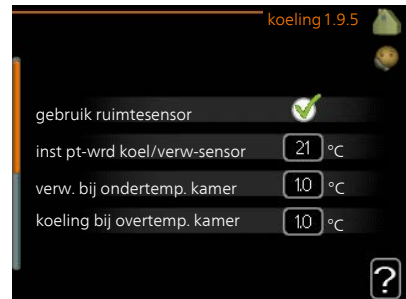 koeling 1.9.5
gebruik ruimtesensor
inst pt-wrd koel/verw-sensor 21 °C
verw. bij ondertemp. kamer 1.0 °C
koeling bij overtemp. kamer 1.0 °C
?